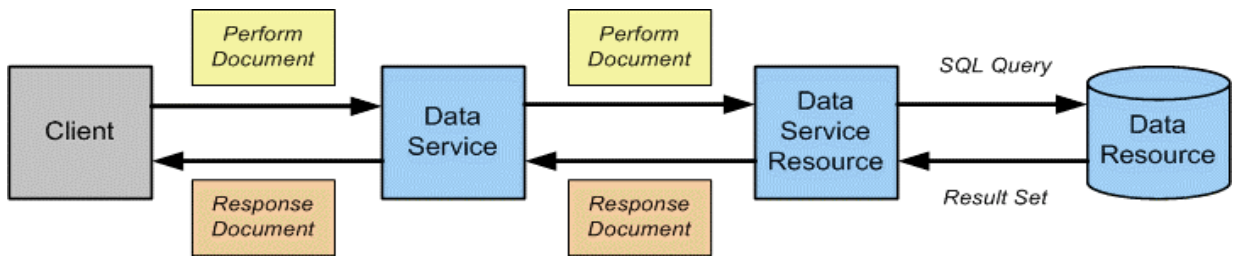 Perform
Document
Perform
Document
SQL Query
Client
Data
Service
Data
Service
Resource
Data
Resource
Response
Document
Response
Document
Result Set